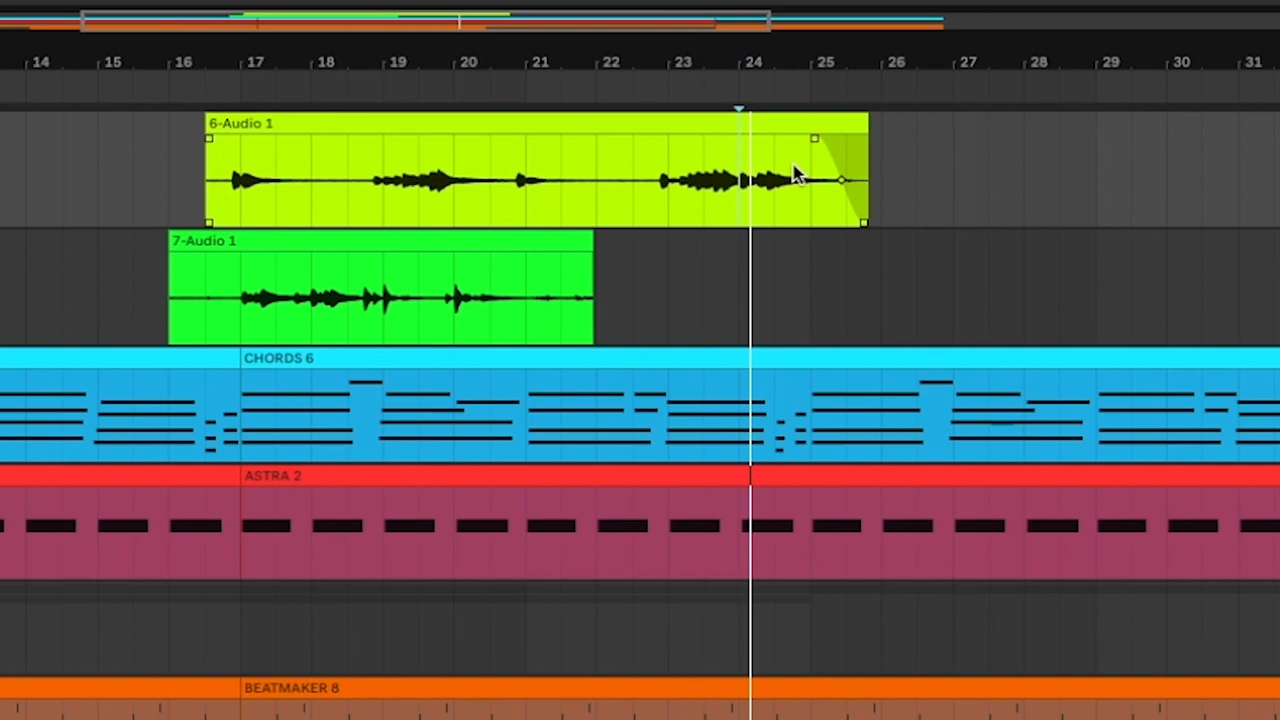 14 15 16 17 18 19 20 21 22 23 24 25 26 27 28 29 30 31
6-Audio 1
7-Audio 1
CHORDS 6
ASTRA 2
BEATMAKER 8